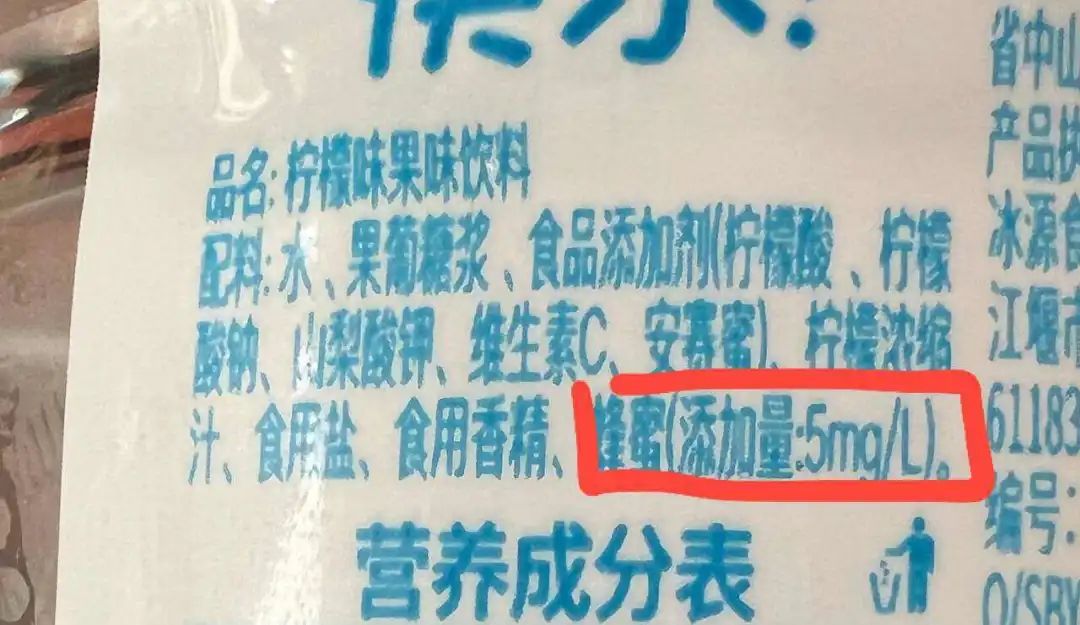 品名:柠檬味果味饮料
配料:水、果葡糖浆、食品添加剂(柠檬酸、柠檬
酸钠、山梨酸钾、维生素C、安赛蜜)、柠檬浓缩
汁、食用盐、食用香精、蜂蜜(添加量:5mg/L)。
营养成分表
省中山
产品执
冰源食
江堰市
61183
编号:
Q/SBY